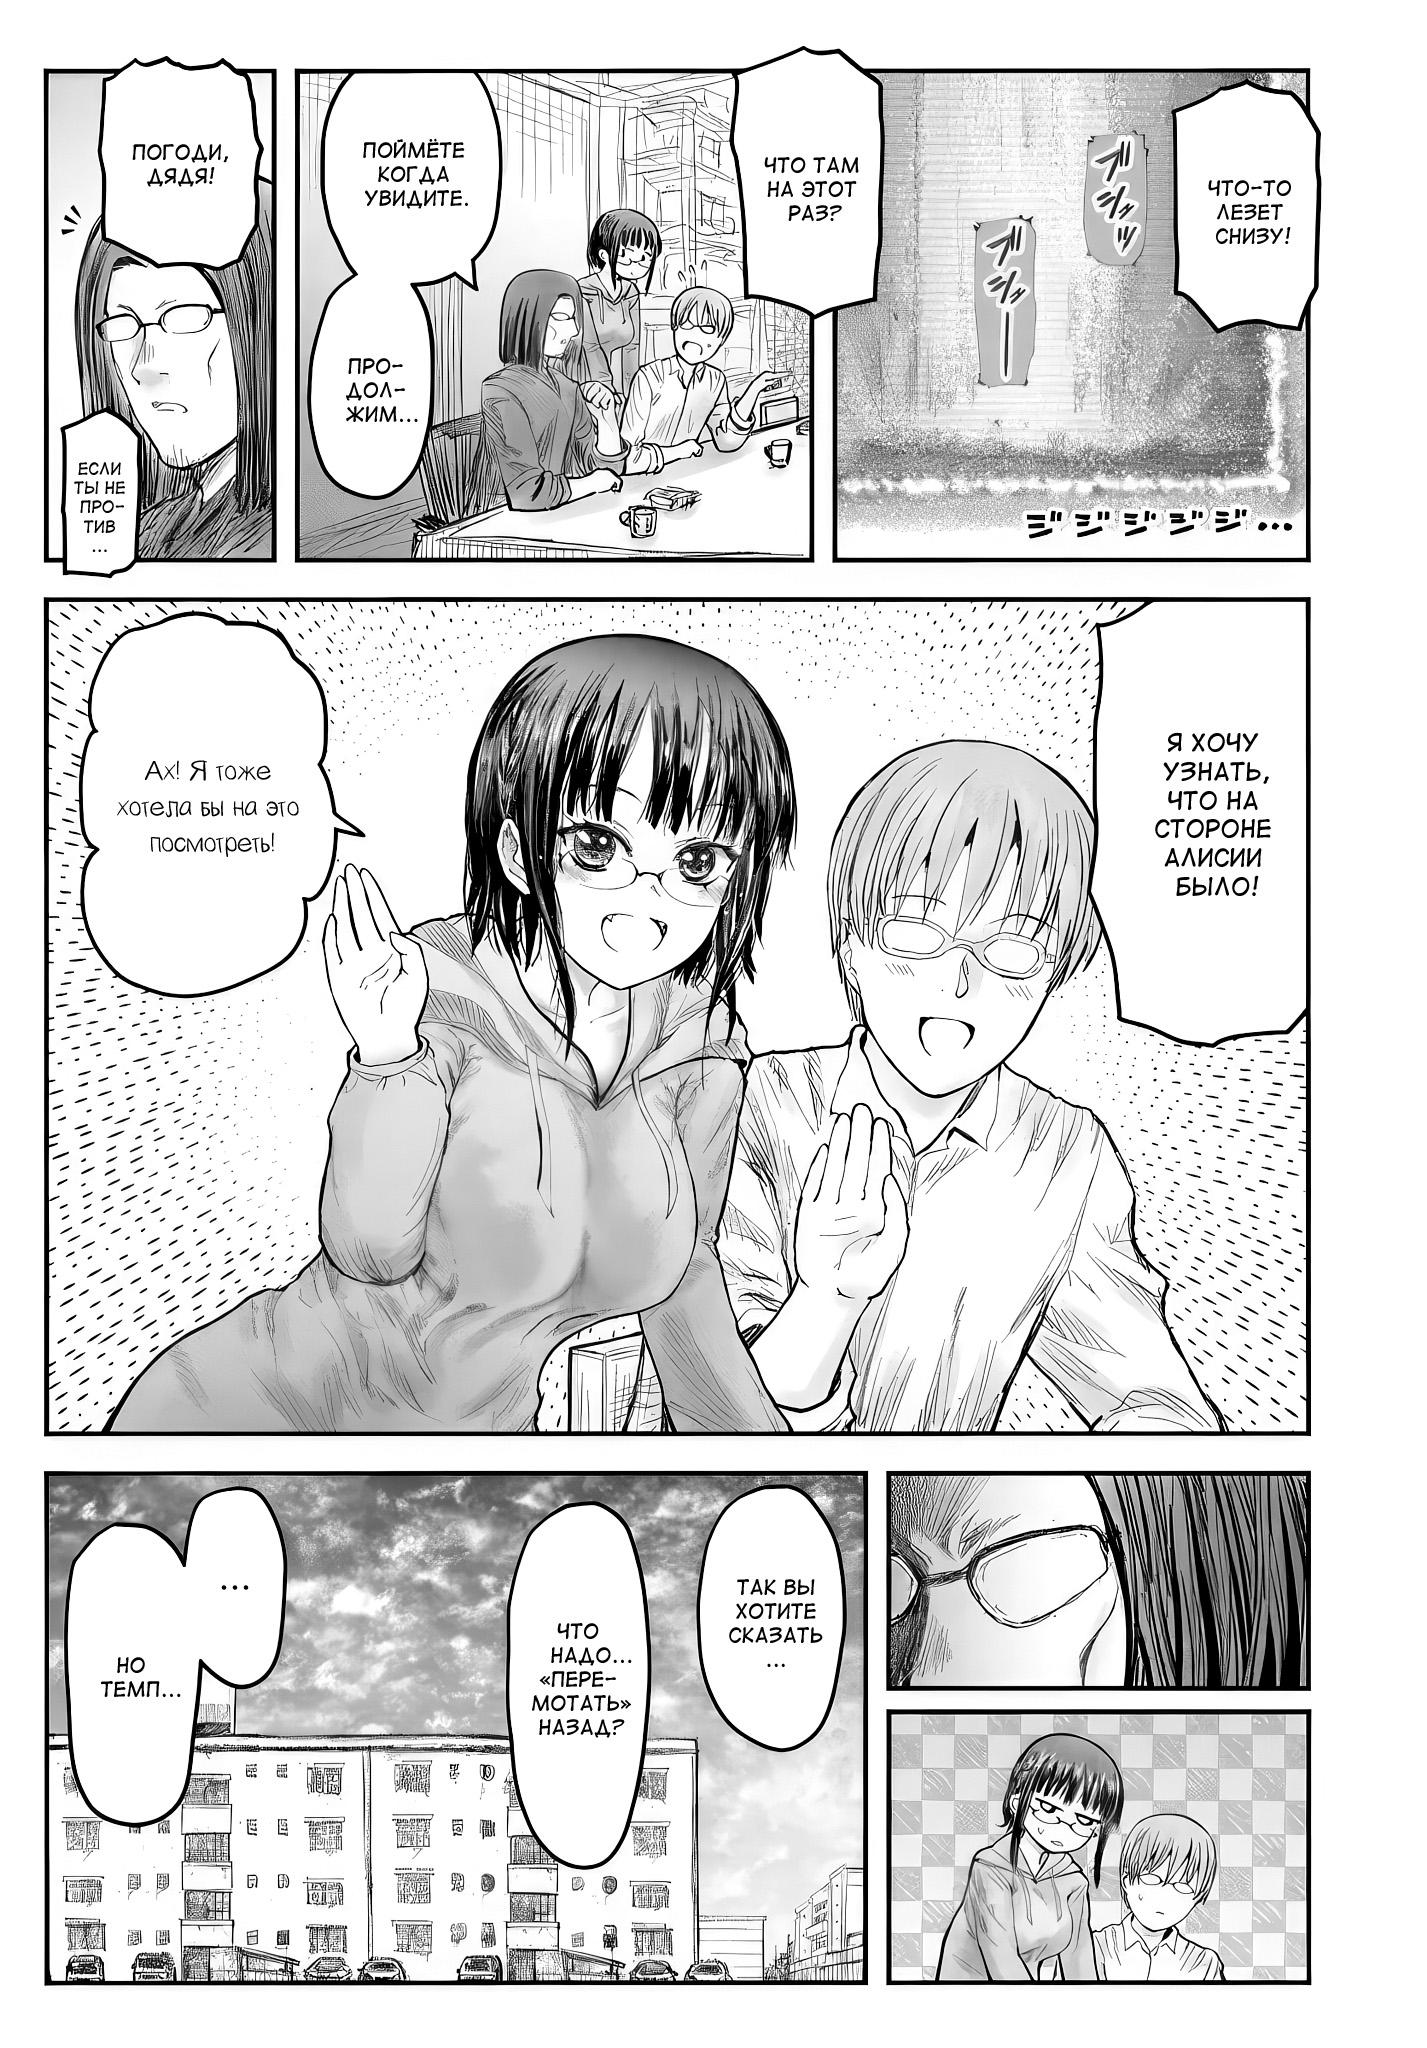 ЧТО-ТО
ЛЕЗЕТ
СНИЗУ!
ブシャッ
ブシャー
ジジジジジ…
ЧТО ТАМ
НА ЭТОТ
РАЗ?
ПОЙМЁТЕ
КОГДА
УВИДИТЕ.
ПРО-
ДОЛ-
ЖИМ...
ПОГОДИ,
ДЯДЯ!
ЕСЛИ
ТЫ НЕ
ПРО-
ТИВ
...
Я ХОЧУ
УЗНАТЬ,
ЧТО НА
СТОРОНЕ
АЛИСИИ
БЫЛО!
Ах! Я тоже
хотела бы на это
посмотреть!
ТАК ВЫ
ХОТИТЕ
СКАЗАТЬ
...
ЧТО
НАДО...
«ПЕРЕ-
МОТАТЬ»
НАЗАД?
...
НО
ТЕМП...